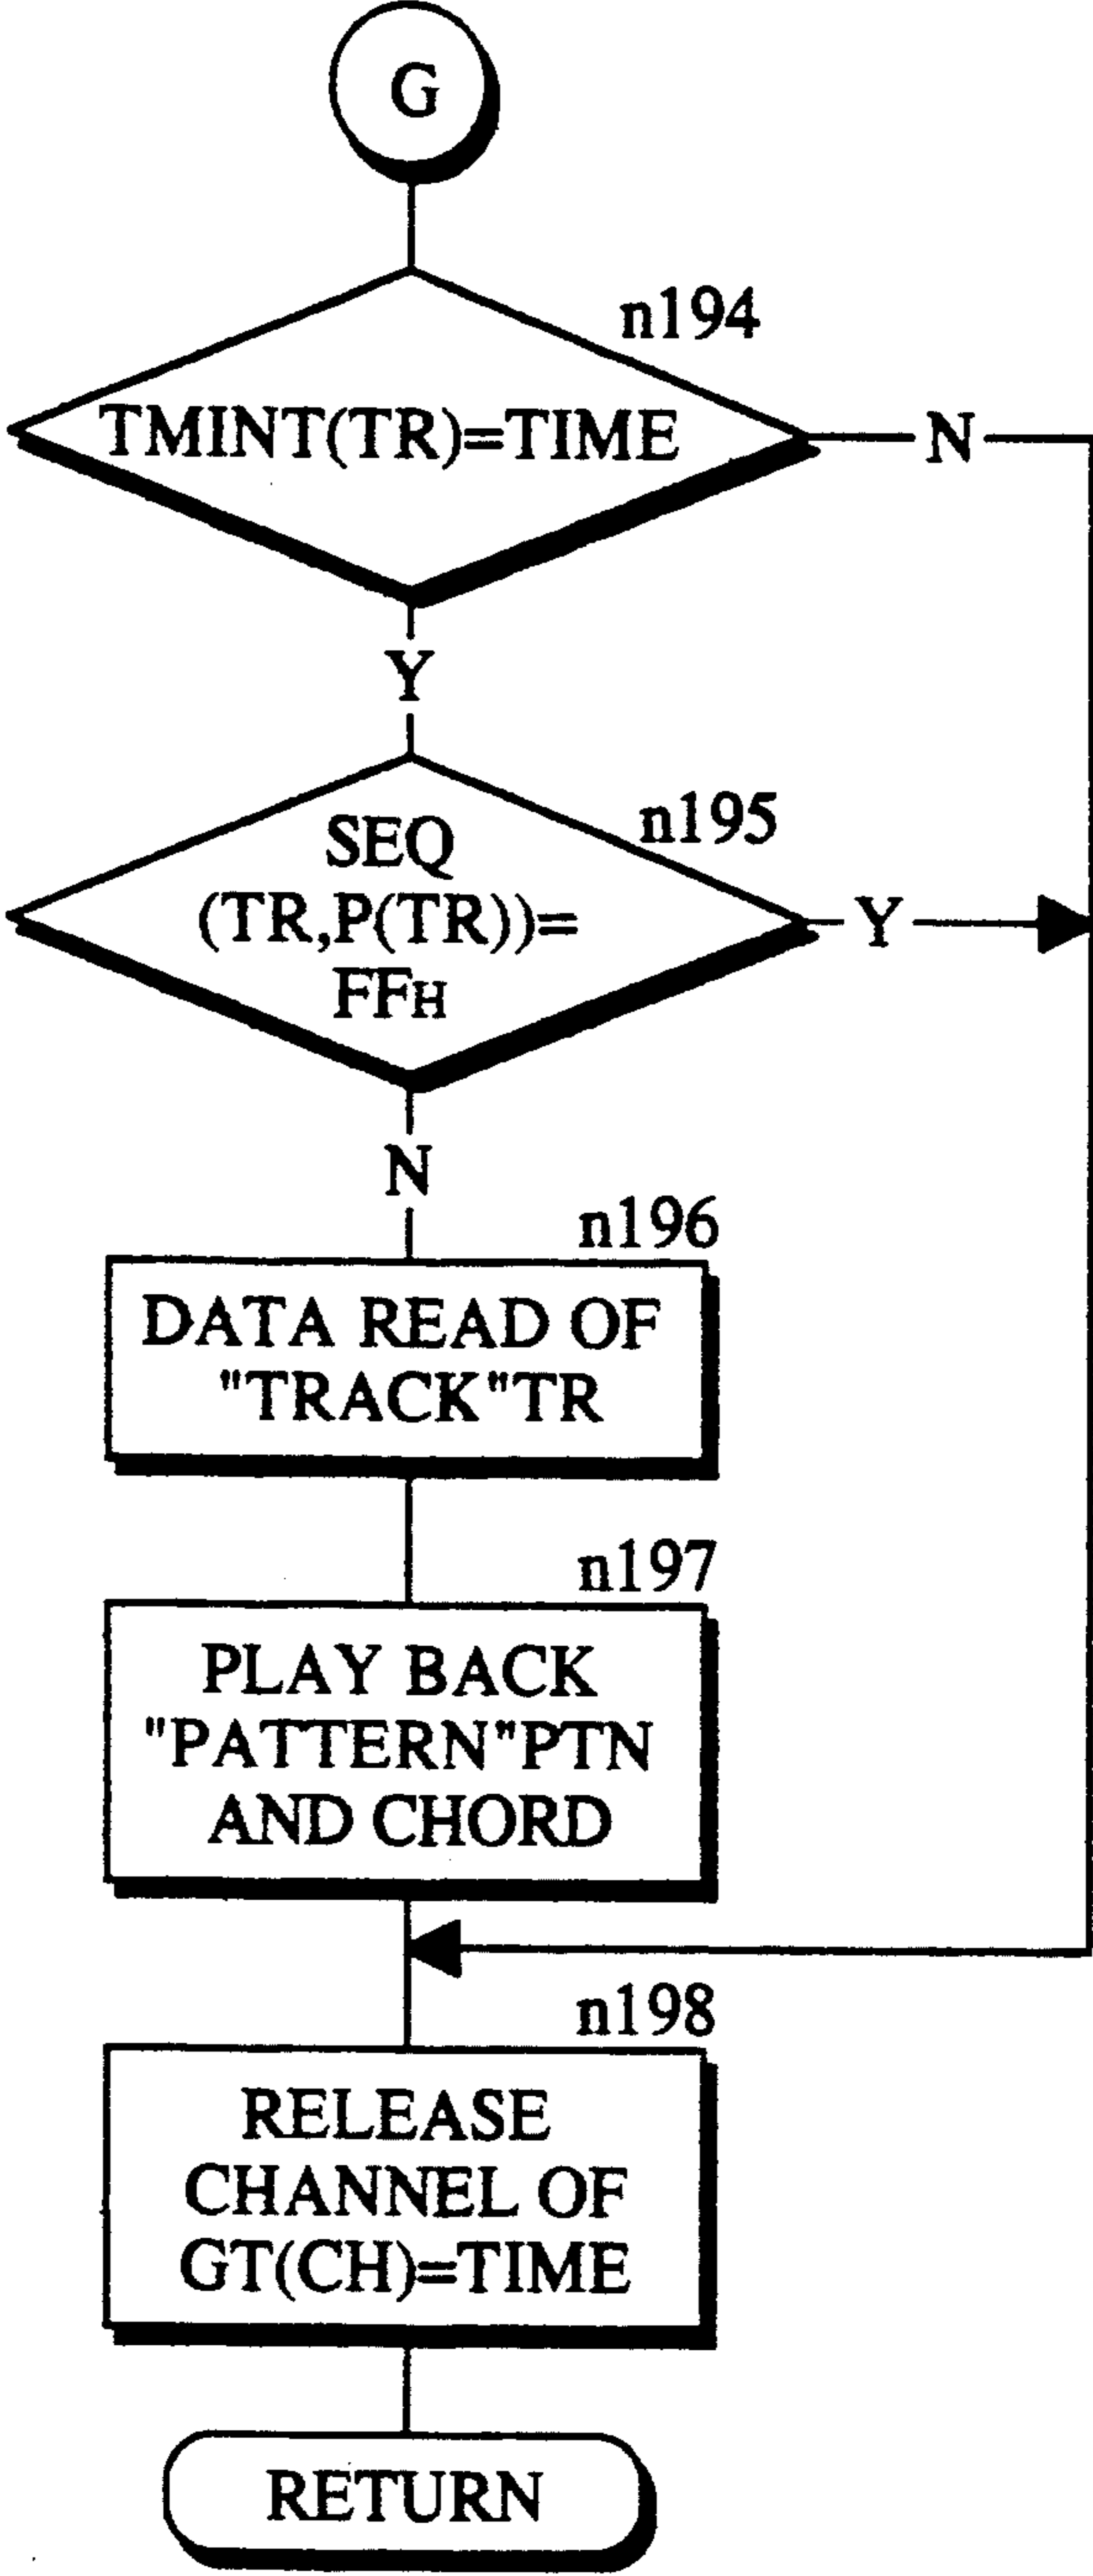 G
n194
TMINT(TR)=TIME
N
Y
n195
SEQ
(TR,P(TR))=
FFH
Y
N
n196
DATA READ OF
"TRACK"TR
n197
PLAY BACK
"PATTERN"PTN
AND CHORD
n198
RELEASE
CHANNEL OF
GT(CH)=TIME
RETURN